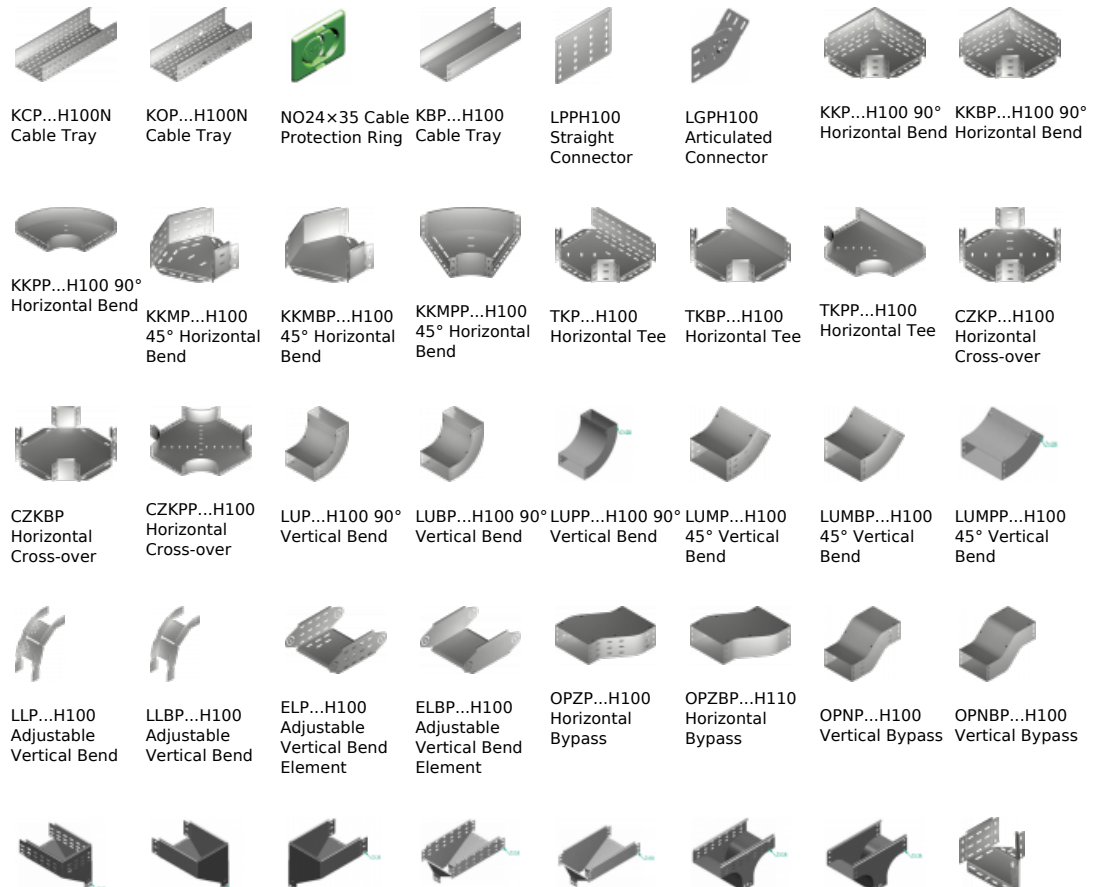 KCP...H100N
Cable Tray
KOP...H100N
Cable Tray
NO24×35 Cable
Protection Ring
KBP...H100
Cable Tray
LPPH100
Straight
Connector
LGPH100
Articulated
Connector
KKP...H100 90°
Horizontal Bend
KKBP...H100 90°
Horizontal Bend
KKPP...H100 90°
Horizontal Bend
KKMP...H100
45° Horizontal
Bend
KKMBP...H100
45° Horizontal
Bend
KKMPP...H100
45° Horizontal
Bend
TKP...H100
Horizontal Tee
TKBP...H100
Horizontal Tee
TKPP...H100
Horizontal Tee
CZKP...H100
Horizontal
Cross-over
CZKBP
Horizontal
Cross-over
CZKPP...H100
Horizontal
Cross-over
LUP...H100 90°
Vertical Bend
LUBP...H100 90°
Vertical Bend
LUPP...H100 90°
Vertical Bend
LUMP...H100
45° Vertical
Bend
LUMBP...H100
45° Vertical
Bend
LUMPP...H100
45° Vertical
Bend
LLP...H100
Adjustable
Vertical Bend
LLBP...H100
Adjustable
Vertical Bend
ELP...H100
Adjustable
Vertical Bend
Element
ELBP...H100
Adjustable
Vertical Bend
Element
OPZP...H100
Horizontal
Bypass
OPZBP...H110
Horizontal
Bypass
OPNP...H100
Vertical Bypass
OPNBP...H100
Vertical Bypass